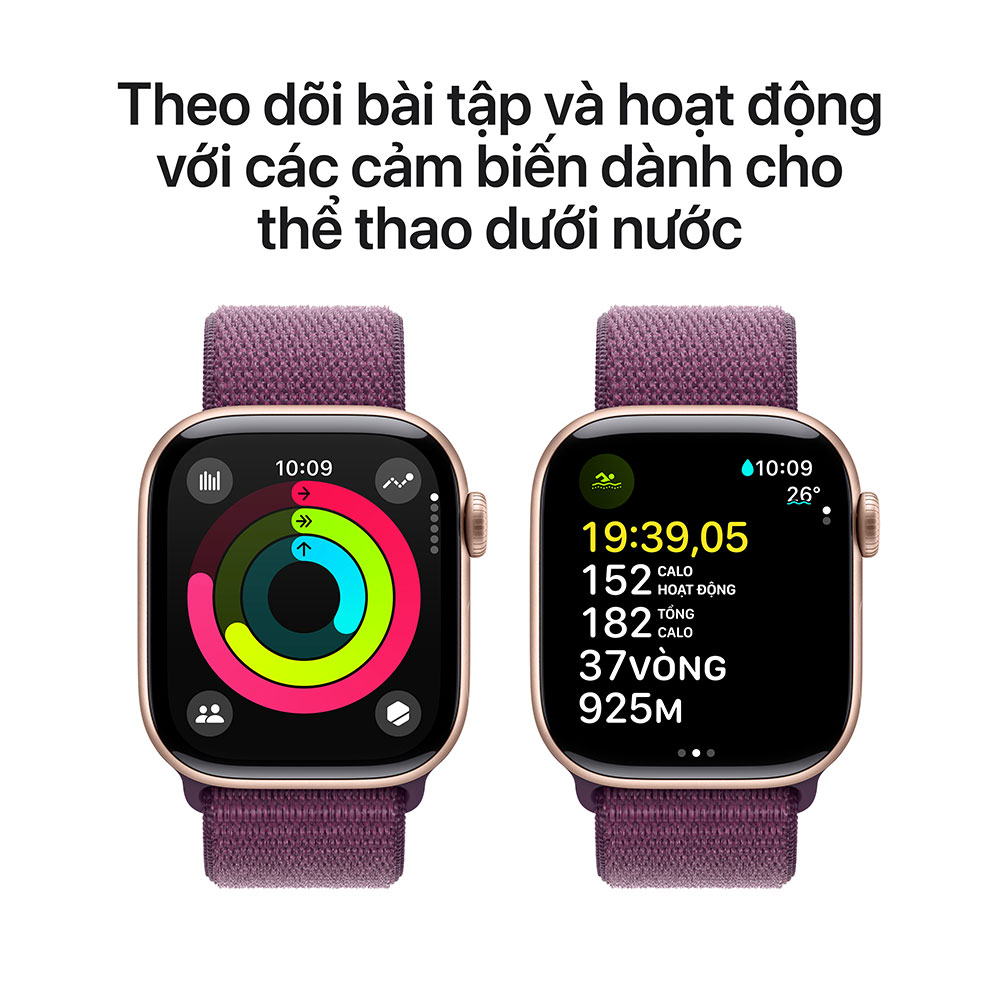 Theo dõi bài tập và hoạt động
với các cảm biến dành cho
thể thao dưới nước
10:09
10:09
26°
19:39,05
152 CALO
HOẠT ĐỘNG
182 TỔNG
CALO
37VÒNG
925M